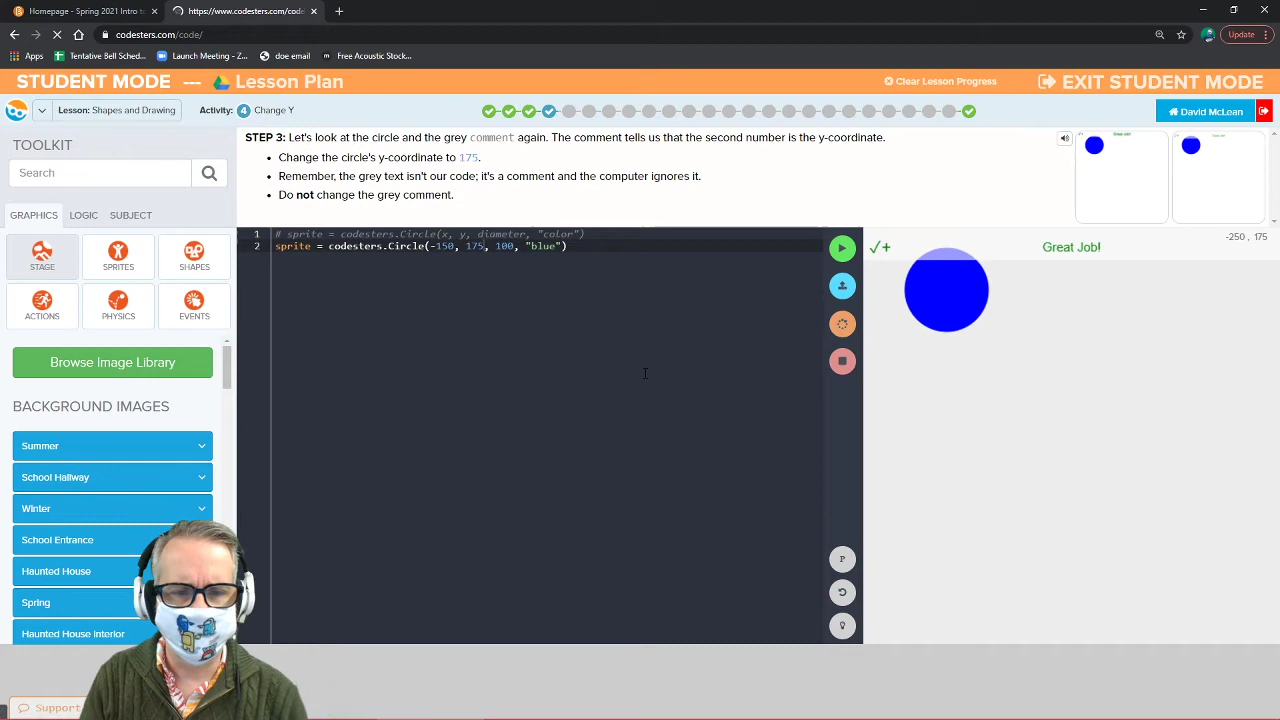 Homepage - Spring 2021 Intro t
https://www.codesters.com/code/
codesters.com/code/
Update
Apps
Tentative Bell Sched...
Launch Meeting - Z...
doe email
Free Acoustic Stock...
STUDENT MODE --- Lesson Plan
Clear Lesson Progress
EXIT STUDENT MODE
Lesson: Shapes and Drawing
Activity: 4 Change Y
David McLean
TOOLKIT
Search
GRAPHICS LOGIC SUBJECT
STAGE SPRITES SHAPES
ACTIONS PHYSICS EVENTS
Browse Image Library
BACKGROUND IMAGES
Summer
School Hallway
Winter
School Entrance
Haunted House
Spring
Haunted House Interior
Support
STEP 3: Let's look at the circle and the grey comment again. The comment tells us that the second number is the y-coordinate.
• Change the circle's y-coordinate to 175.
• Remember, the grey text isn't our code; it's a comment and the computer ignores it.
• Do not change the grey comment.
1 # sprite = codesters.Circle(x, y, diameter, "color")
2 sprite = codesters.Circle(-150, 175, 100, "blue")
P
Great Job!
-250 , 175